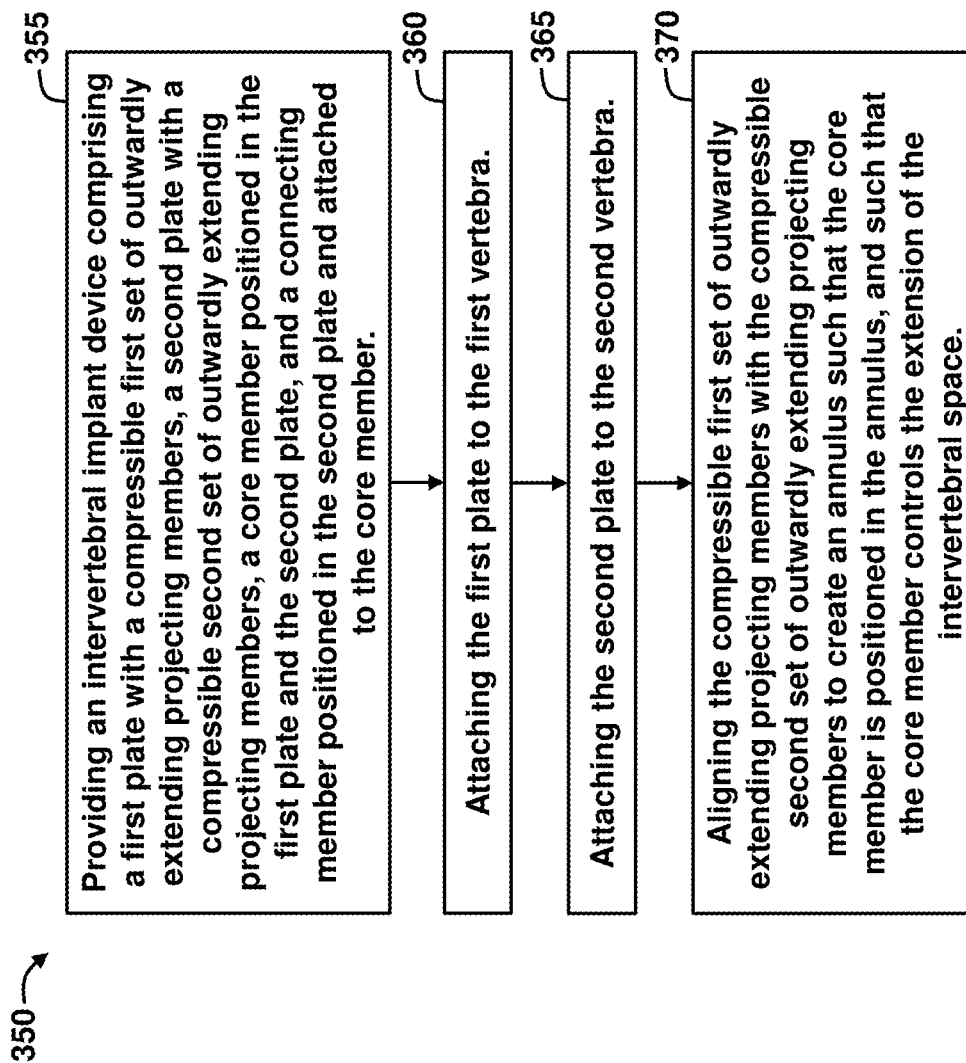 350
355
Providing an intervertebral implant device comprising
a first plate with a compressible first set of outwardly
extending projecting members, a second plate with a
compressible second set of outwardly extending
projecting members, a core member positioned in the
first plate and the second plate, and a connecting
member positioned in the second plate and attached
to the core member.
360
Attaching the first plate to the first vertebra.
365
Attaching the second plate to the second vertebra.
370
Aligning the compressible first set of outwardly
extending projecting members with the compressible
second set of outwardly extending projecting
members to create an annulus such that the core
member is positioned in the annulus, and such that
the core member controls the extension of the
intervertebral space.